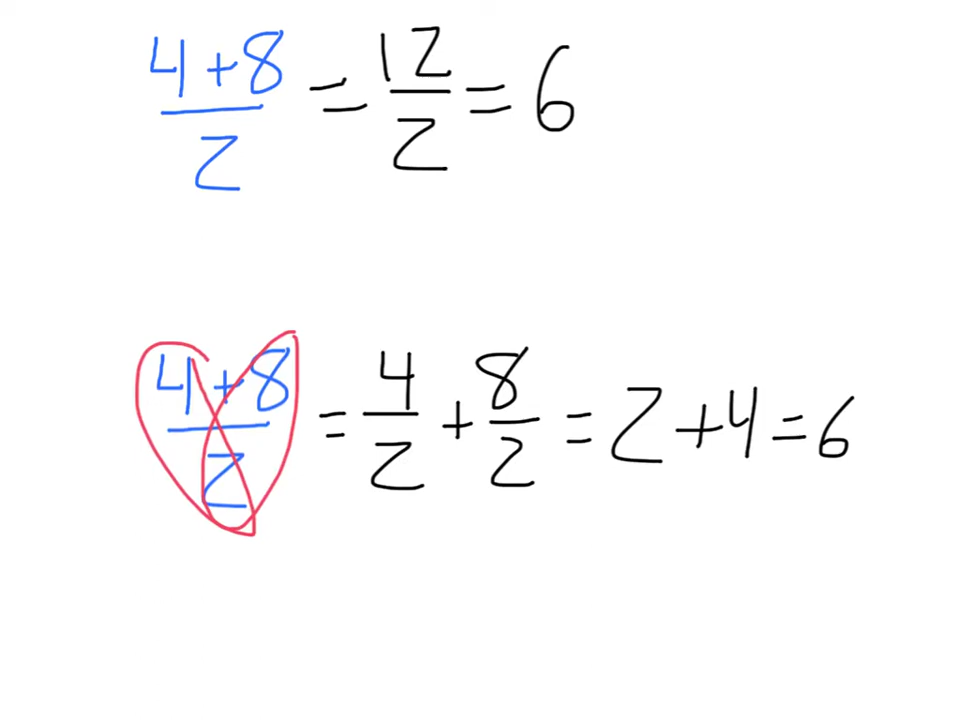 (4+8)/2 = 12/2 = 6
(4+8)/2 = 4/2 + 8/2 = 2 + 4 = 6